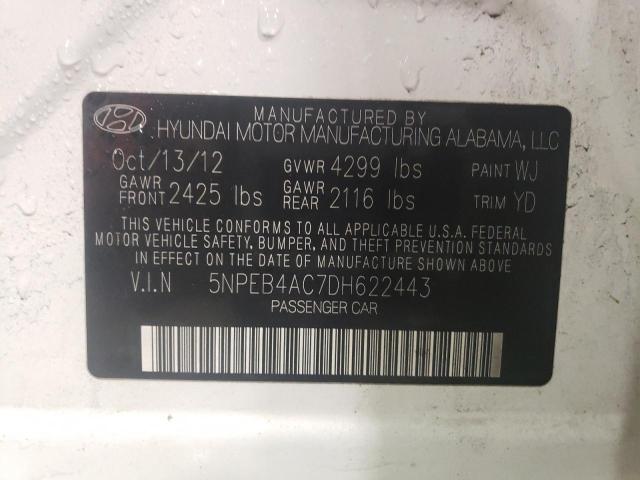 MANUFACTURED BY
HYUNDAI MOTOR MANUFACTURING ALABAMA, LLC
Oct/13/12 GVWR 4299 lbs PAINT WJ
GAWR FRONT 2425 lbs GAWR REAR 2116 lbs TRIM YD
THIS VEHICLE CONFORMS TO ALL APPLICABLE U.S.A. FEDERAL
MOTOR VEHICLE SAFETY, BUMPER, AND THEFT PREVENTION STANDARDS
IN EFFECT ON THE DATE OF MANUFACTURE SHOWN ABOVE
V.I.N 5NPEB4AC7DH622443
PASSENGER CAR